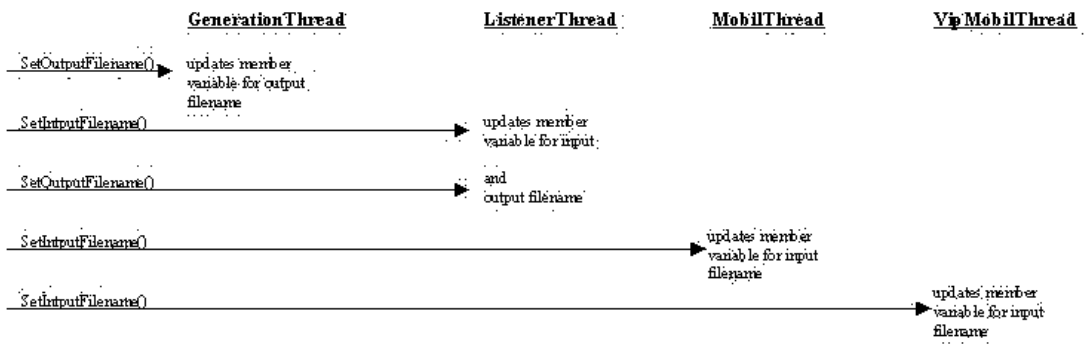 GenerationThread ListenerThread MobilThread VipMobilThread
SetOutputFilename() updates member
variable for output
filename
SetIntputFilename() updates member
variable for input
SetOutputFilename() and
output filename
SetIntputFilename() updates member
variable for input
filename
SetIntputFilename() updates member
variable for input
filename